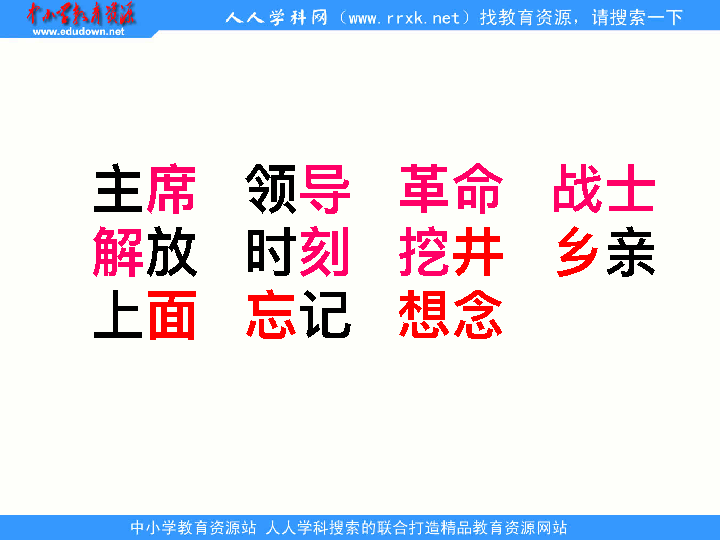 中小学教育资源
www.edudown.net
人人学科网（www.rrxk.net）找教育资源，请搜索一下
主席 领导 革命 战士
解放 时刻 挖井 乡亲
上面 忘记 想念
中小学教育资源站 人人学科搜索的联合打造精品教育资源网站